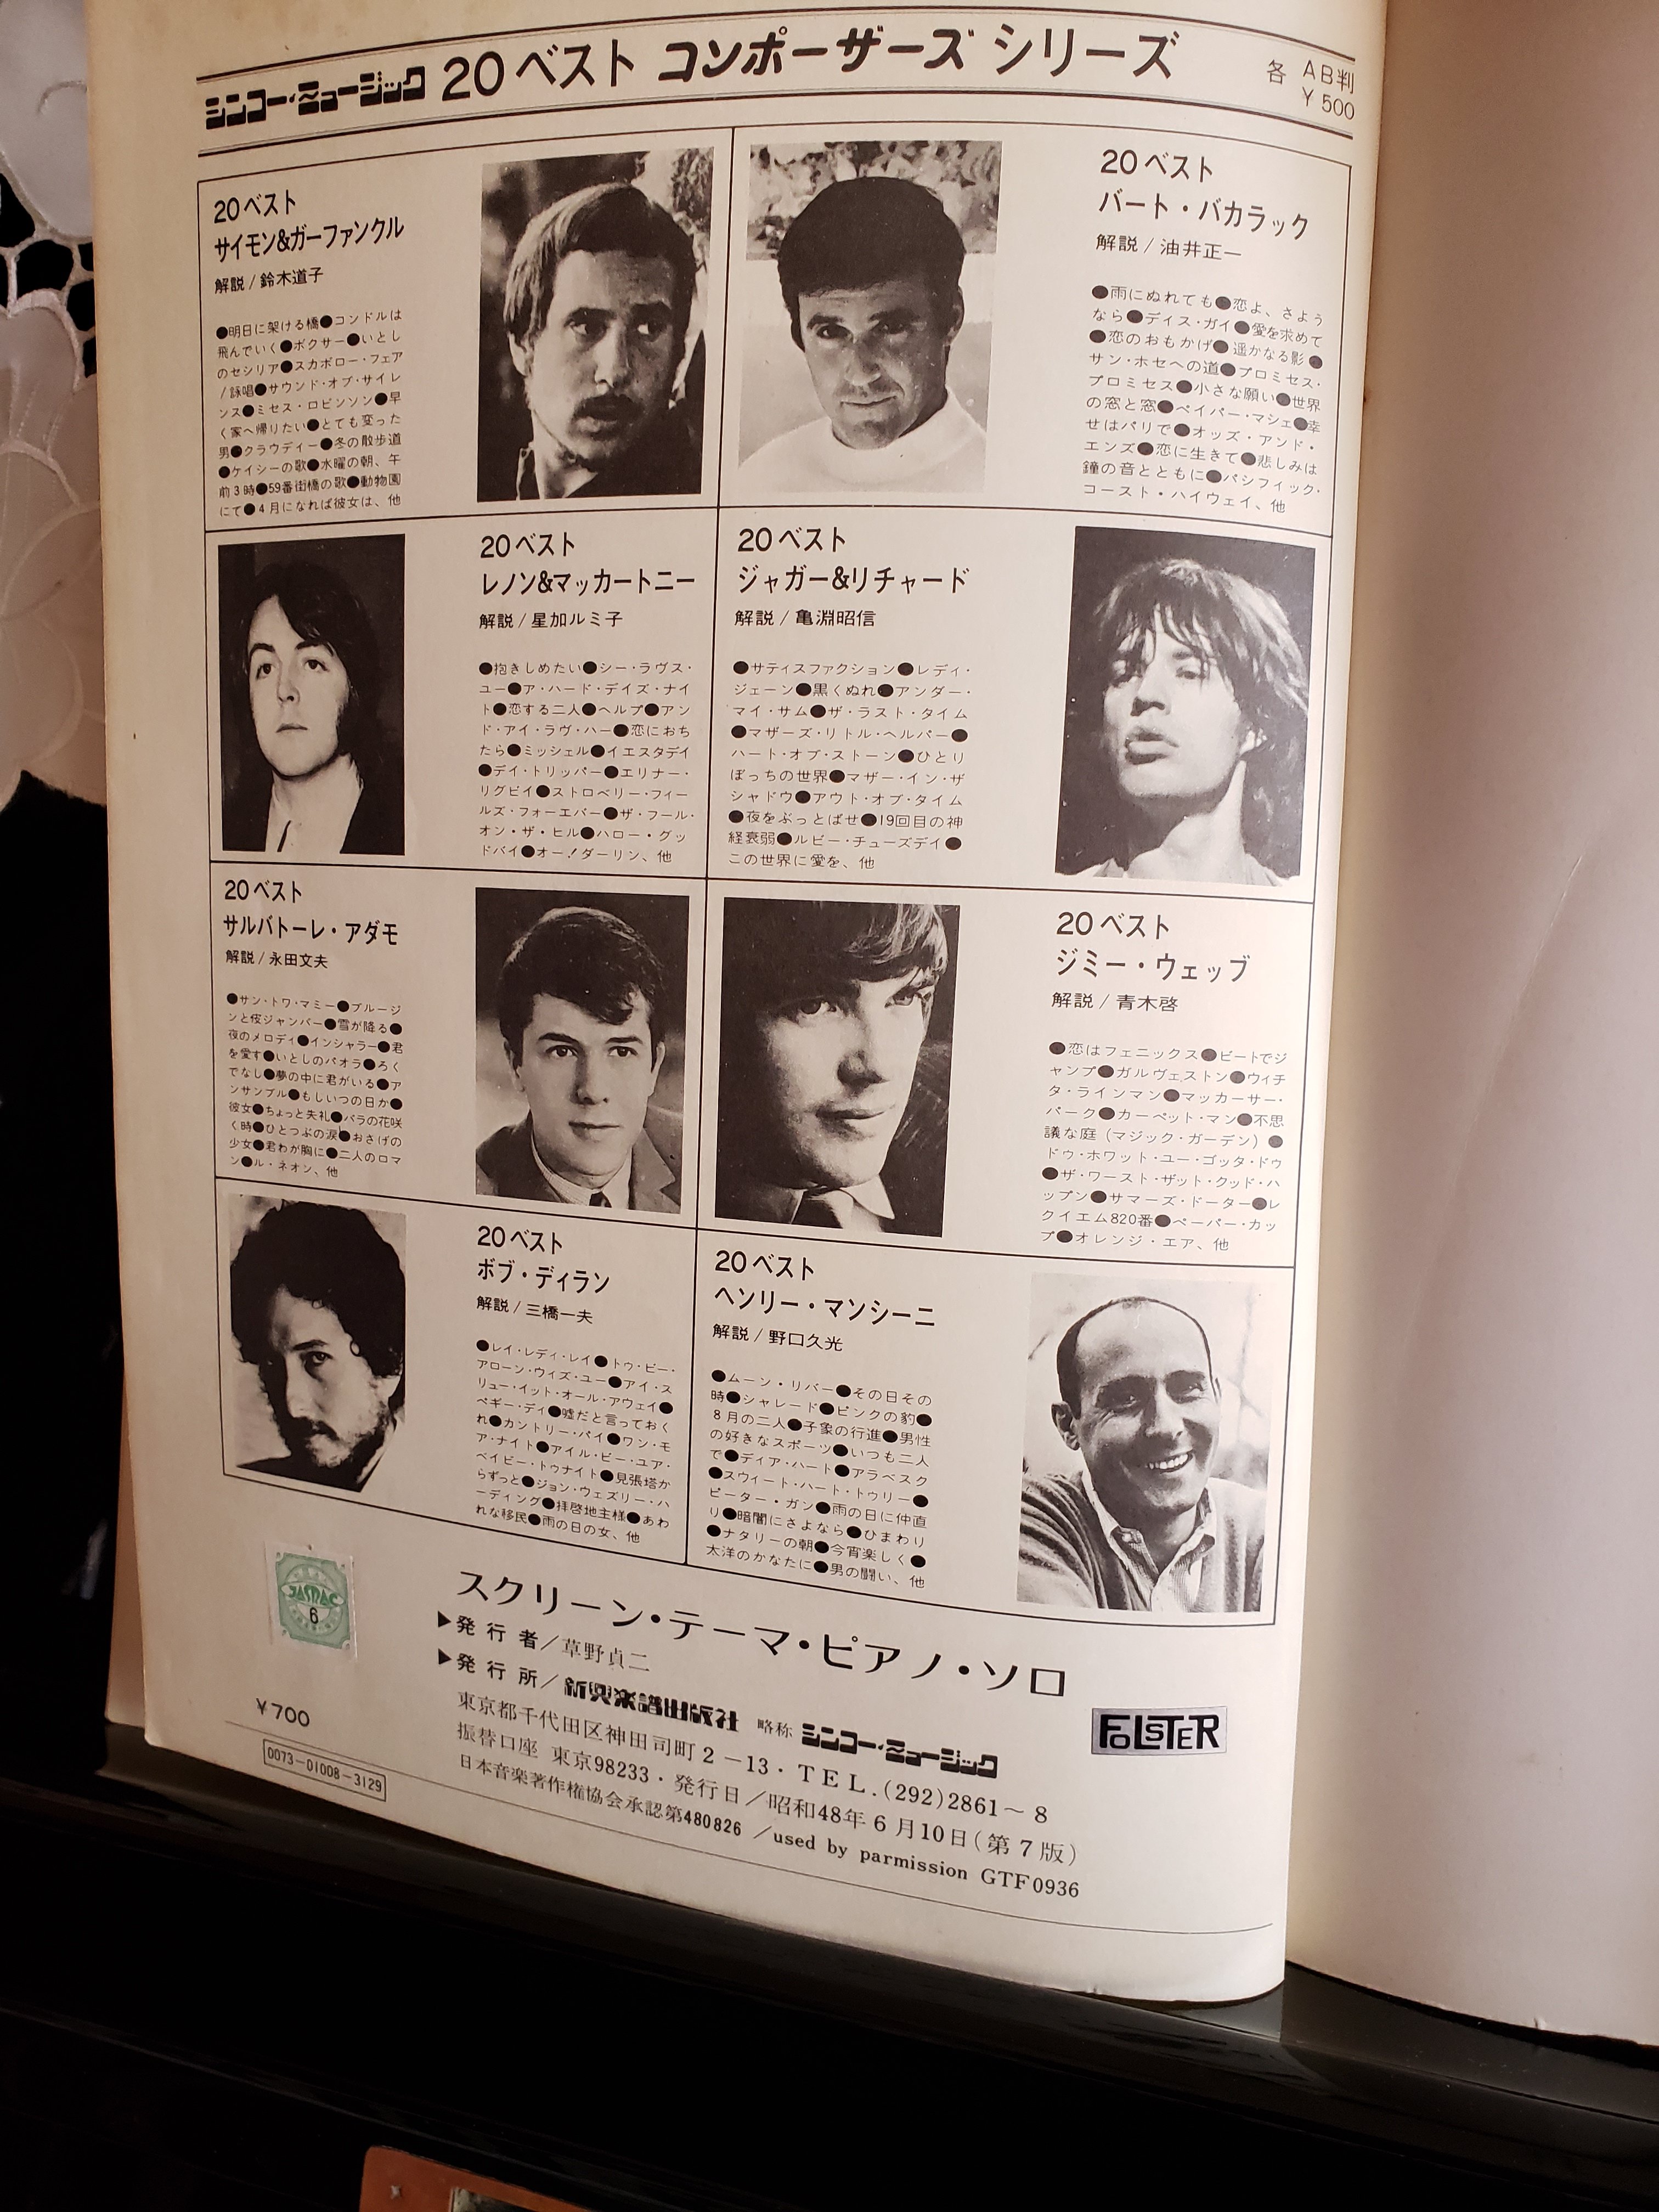 シンコー・ミュージック 20ベスト コンポーザーズ シリーズ
各 AB判
¥500
20ベスト
サイモン&ガーファンクル
解説/鈴木道子
●明日に架ける橋●コンドルは
飛んでいく●ボクサー●いとし
のセシリア●スカボロー・フェア
/詠唱●サウンド・オブ・サイレ
ンス●ミセス・ロビンソン●早
く家へ帰りたい●とても変った
男●クラウディー●冬の散歩道
●ケイシーの歌●水曜の朝、午
前3時●59番街橋の歌●動物園
にて●4月になれば彼女は、他
20ベスト
バート・バカラック
解説/油井正一
●雨にぬれても●恋よ、さよう
なら●ディス・ガイ●愛を求めて
●恋のおもかげ●遥かなる影●
サン・ホセへの道●プロミセス・
プロミセス●小さな願い●世界
の窓と窓●ペイパー・マシェ●幸
せはパリで●オッズ・アンド・
エンズ●恋に生きて●悲しみは
鐘の音とともに●パシフィック・
コースト・ハイウェイ、他
20ベスト
レノン&マッカートニー
解説/星加ルミ子
●抱きしめたい●シー・ラヴス・
ユー●ア・ハード・デイズ・ナイ
ト●恋する二人●ヘルプ●アン
ド・アイ・ラヴ・ハー●恋におち
たら●ミッシェル●イエスタデイ
●デイ・トリッパー●エリナー・
リグビイ●ストロベリー・フィー
ルズ・フォーエバー●ザ・フール・
オン・ザ・ヒル●ハロー・グッ
ドバイ●オー!ダーリン、他
20ベスト
ジャガー&リチャード
解説/亀淵昭信
●サティスファクション●レディ・
ジェーン●黒くぬれ●アンダー・
マイ・サム●ザ・ラスト・タイム
●マザーズ・リトル・ヘルパー●
ハート・オブ・ストーン●ひとり
ぼっちの世界●マザー・イン・ザ
シャドウ●アウト・オブ・タイム
●夜をぶっとばせ●19回目の神
経衰弱●ルビー・チューズデイ●
この世界に愛を、他
20ベスト
サルバトーレ・アダモ
解説/永田文夫
●サン・トワ・マミー●ブルージ
ンと皮ジャンパー●雪が降る●
夜のメロディ●インシャラー●君
を愛す●いとしのパオラ●ろく
でなし●夢の中に君がいる●ア
ンサンブル●もしいつの日か●
彼女●ちょっと失礼●バラの花咲
く時●ひとつぶの涙●おさげの
少女●君わが胸に●二人のロマ
ン●ル・ネオン、他
20ベスト
ジミー・ウェッブ
解説/青木啓
●恋はフェニックス●ビートでジ
ャンプ●ガルヴェストン●ウィチ
タ・ラインマン●マッカーサー・
パーク●カーペット・マン●不思
議な庭(マジック・ガーデン)●
ドゥ・ホワット・ユー・ゴッタ・ドゥ
●ザ・ワースト・ザット・クッド・ハ
ップン●サマーズ・ドーター●レ
クイエム820番●ペーパー・カッ
プ●オレンジ・エア、他
20ベスト
ボブ・ディラン
解説/三橋一夫
●レイ・レディ・レイ●トゥ・ビー・
アローン・ウィズ・ユー●アイ・ス
リュー・イット・オール・アウェイ●
ペギー・ディ●嘘だと言っておく
れ●カントリー・パイ●ワン・モ
ア・ナイト●アイル・ビー・ユア・
ベイビー・トゥナイト●見張塔か
らずっと●ジョン・ウェズリー・ハ
ーディング●拝啓地主様●あわ
れな移民●雨の日の女、他
20ベスト
ヘンリー・マンシーニ
解説/野口久光
●ムーン・リバー●その日その
時●シャレード●ピンクの豹●
8月の二人●子象の行進●男性
の好きなスポーツ●いつも二人
で●ディア・ハート●アラベスク
●スウィート・ハート・トゥリー●
ピーター・ガン●雨の日に仲直
り●暗闇にさよなら●ひまわり
●ナタリーの朝●今宵楽しく●
太洋のかなたに●男の闘い、他
JASRAC
6
スクリーン・テーマ・ピアノ・ソロ
▶発行者/草野貞二
▶発行所/新興楽譜出版社 略称 シンコー・ミュージック
FOLSTER
東京都千代田区神田司町2-13・TEL.(292)2861~8
振替口座 東京98233・発行日/昭和48年6月10日(第7版)
日本音楽著作権協会承認第480826/used by parmission GTF0936
¥700
0073-01008-3129